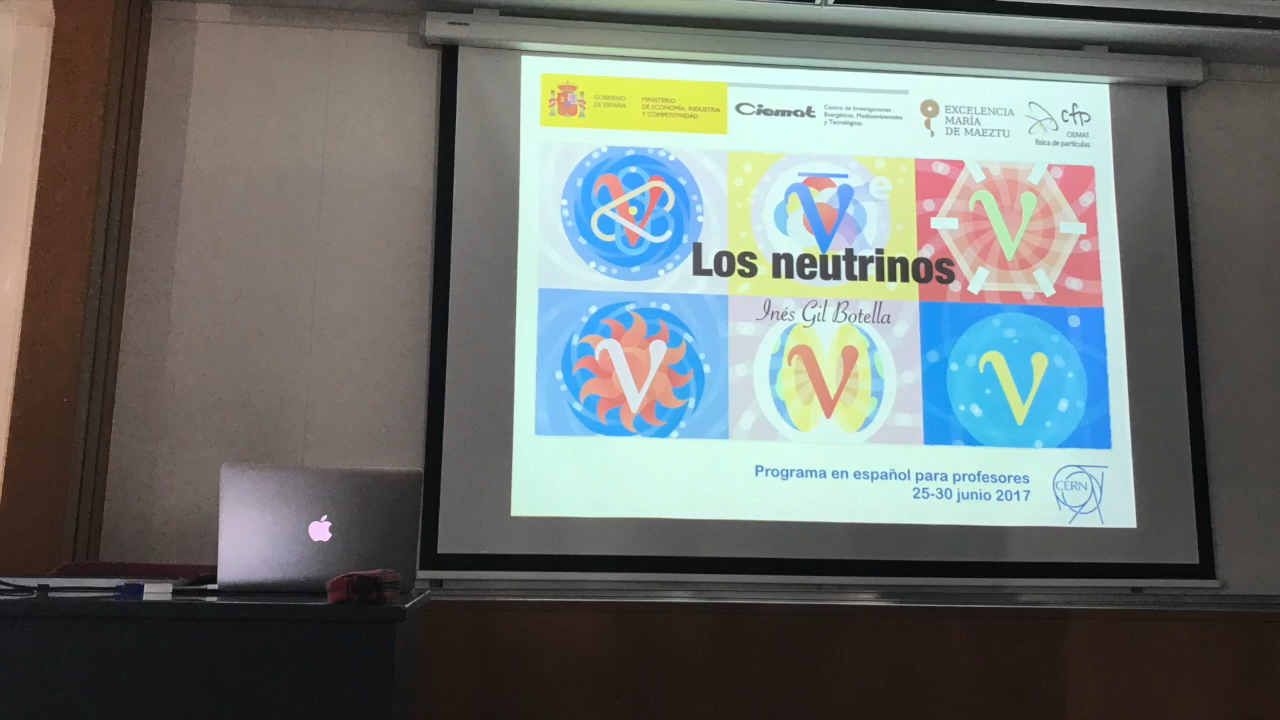 GOBIERNO
DE ESPAÑA
MINISTERIO
DE ECONOMÍA, INDUSTRIA
Y COMPETITIVIDAD
Ciemat
Centro de Investigaciones
Energéticas, Medioambientales
y Tecnológicas
EXCELENCIA
MARÍA
DE MAEZTU
cfp
CIEMAT
física de partículas
ν
ν̅ e
ν
Los neutrinos
Inés Gil Botella
ν
ν
ν
Programa en español para profesores
25-30 junio 2017
CERN